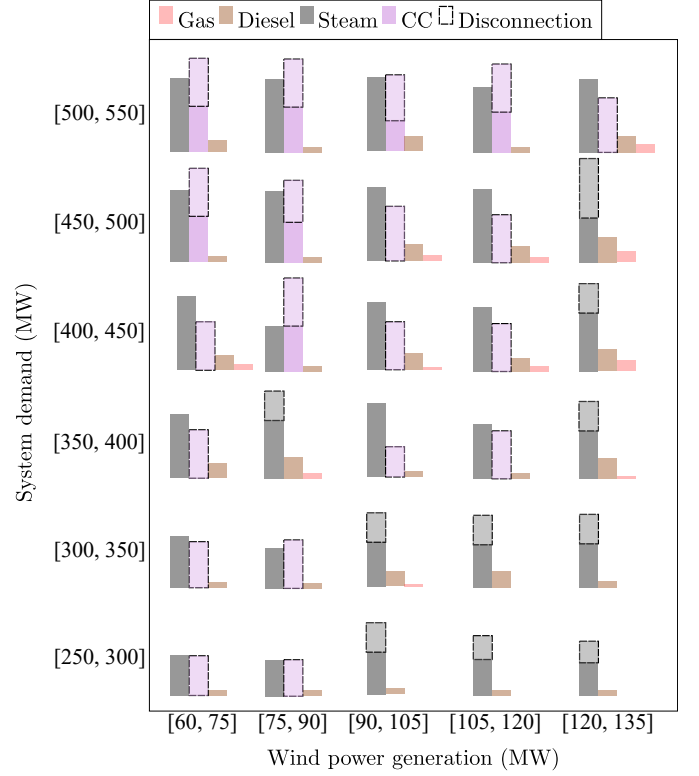 Gas Diesel Steam CC Disconnection
[500, 550]
[450, 500]
[400, 450]
[350, 400]
[300, 350]
[250, 300]
System demand (MW)
[60, 75] [75, 90] [90, 105] [105, 120] [120, 135]
Wind power generation (MW)